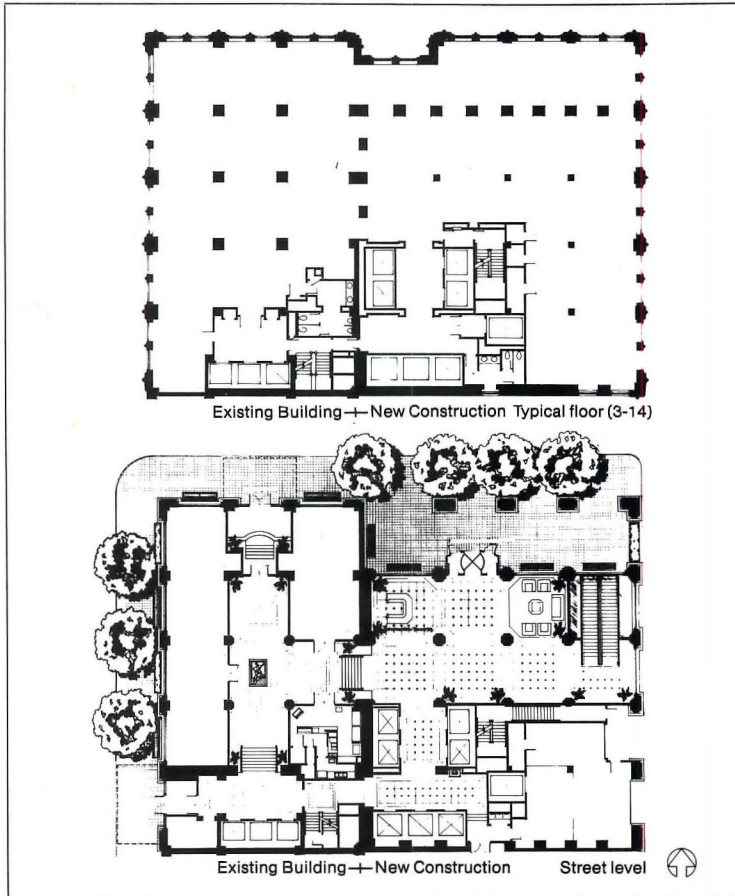 Existing Building New Construction Typical floor (3-14)
Existing Building New Construction Street level